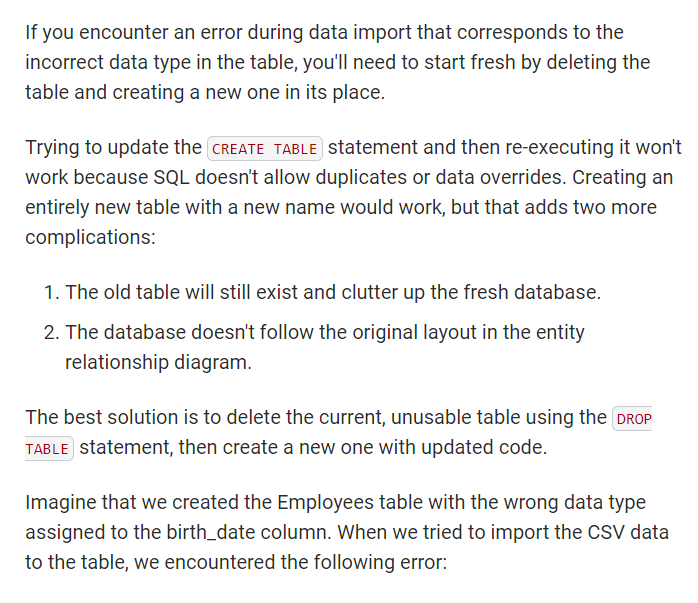 If you encounter an error during data import that corresponds to the
incorrect data type in the table, you'll need to start fresh by deleting the
table and creating a new one in its place.
Trying to update the CREATE TABLE statement and then re-executing it won't
work because SQL doesn't allow duplicates or data overrides. Creating an
entirely new table with a new name would work, but that adds two more
complications:
1. The old table will still exist and clutter up the fresh database.
2. The database doesn't follow the original layout in the entity
relationship diagram.
The best solution is to delete the current, unusable table using the DROP
TABLE statement, then create a new one with updated code.
Imagine that we created the Employees table with the wrong data type
assigned to the birth_date column. When we tried to import the CSV data
to the table, we encountered the following error: